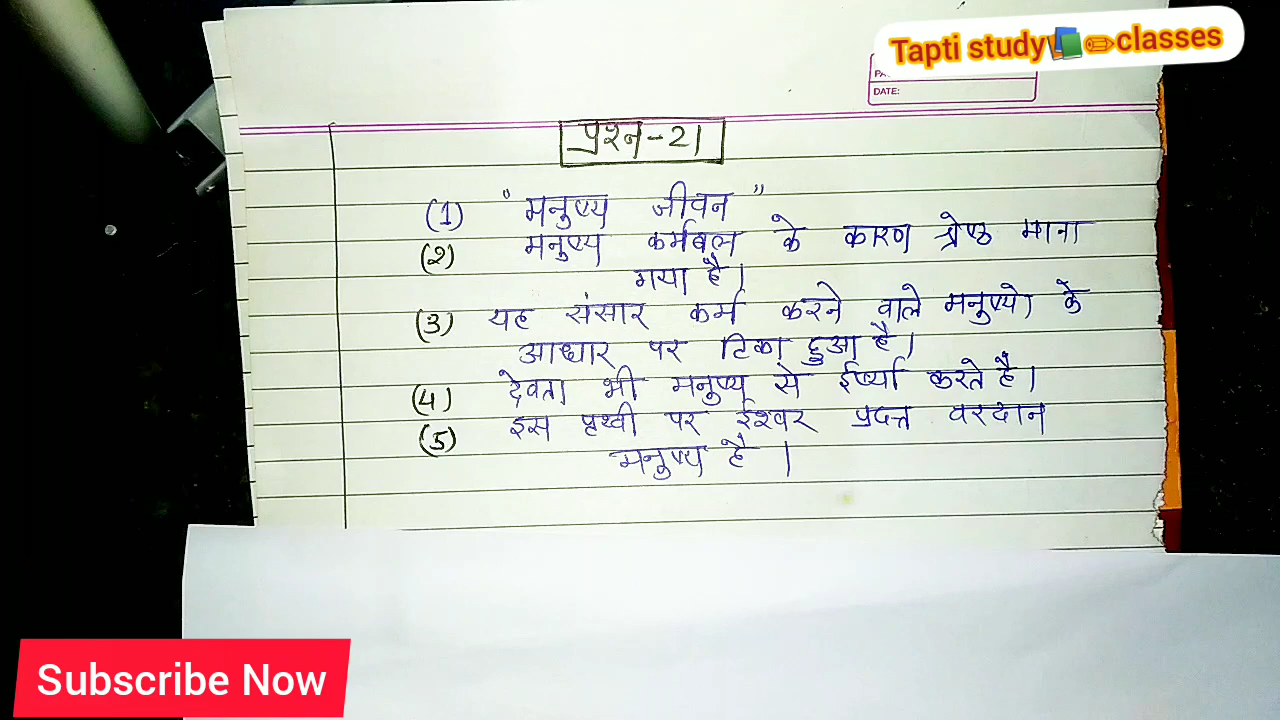 Tapti study classes
DATE:
प्रश्न-21
(1) "मनुष्य जीवन"
(2) मनुष्य कर्मबल के कारण श्रेष्ठ माना
गया है।
(3) यह संसार कर्म करने वाले मनुष्यो के
आधार पर टिका हुआ है।
(4) देवता भी मनुष्य से ईर्ष्या करते है।
(5) इस पृथ्वी पर ईश्वर प्रदत्त वरदान
मनुष्य है।
Subscribe Now